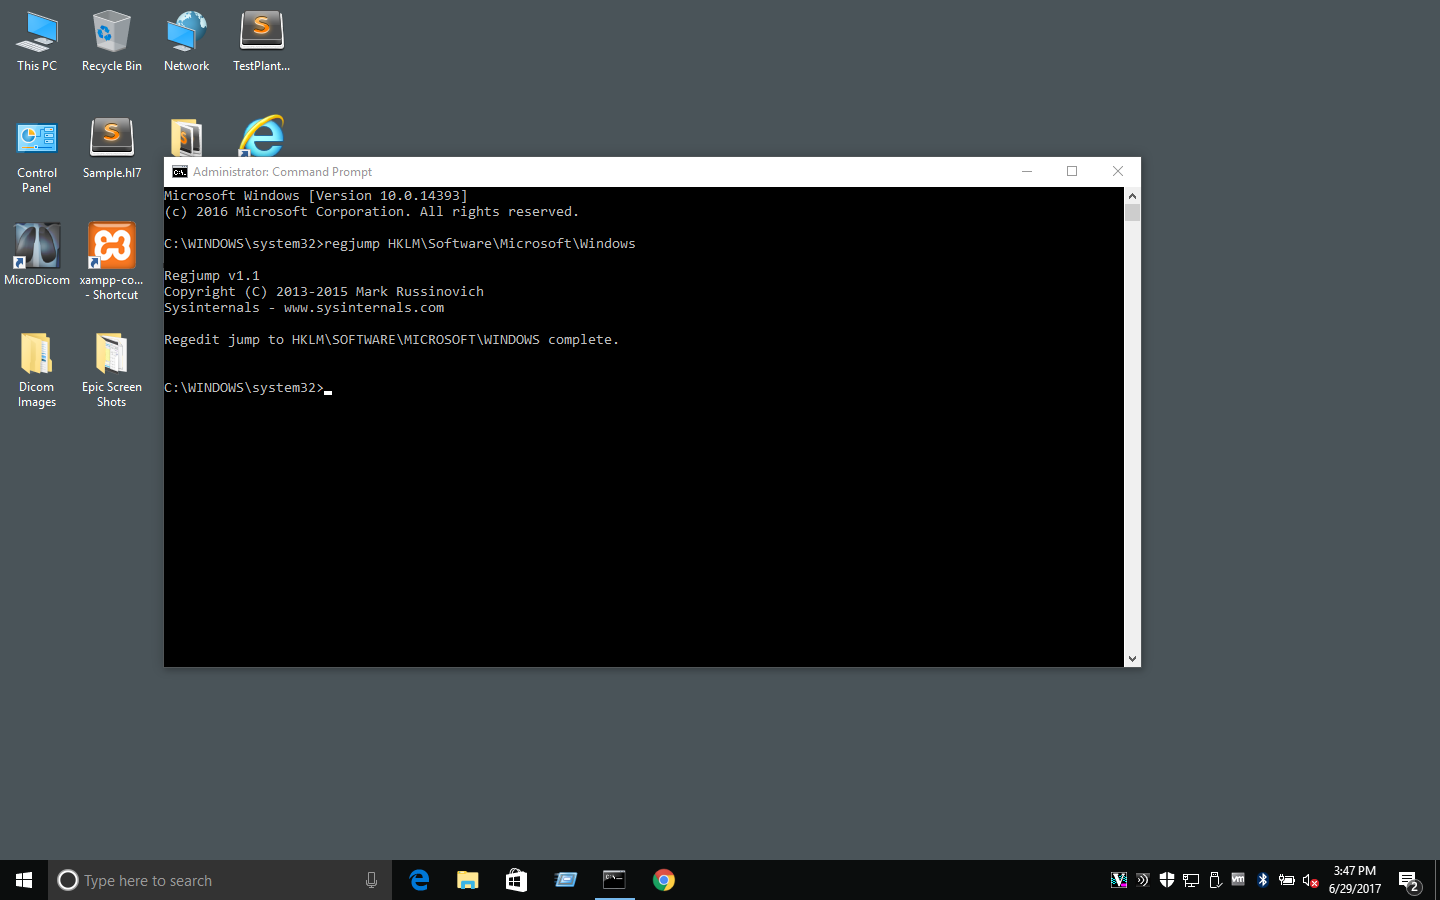 This PC
Recycle Bin
Network
TestPlant...
Control
Panel
Sample.hl7
MicroDicom
xampp-co...
- Shortcut
Dicom
Images
Epic Screen
Shots
Administrator: Command Prompt
Microsoft Windows [Version 10.0.14393]
(c) 2016 Microsoft Corporation. All rights reserved.
C:\WINDOWS\system32>regjump HKLM\Software\Microsoft\Windows
Regjump v1.1
Copyright (C) 2013-2015 Mark Russinovich
Sysinternals - www.sysinternals.com
Regedit jump to HKLM\SOFTWARE\MICROSOFT\WINDOWS complete.
C:\WINDOWS\system32>
Type here to search
3:47 PM
6/29/2017
2